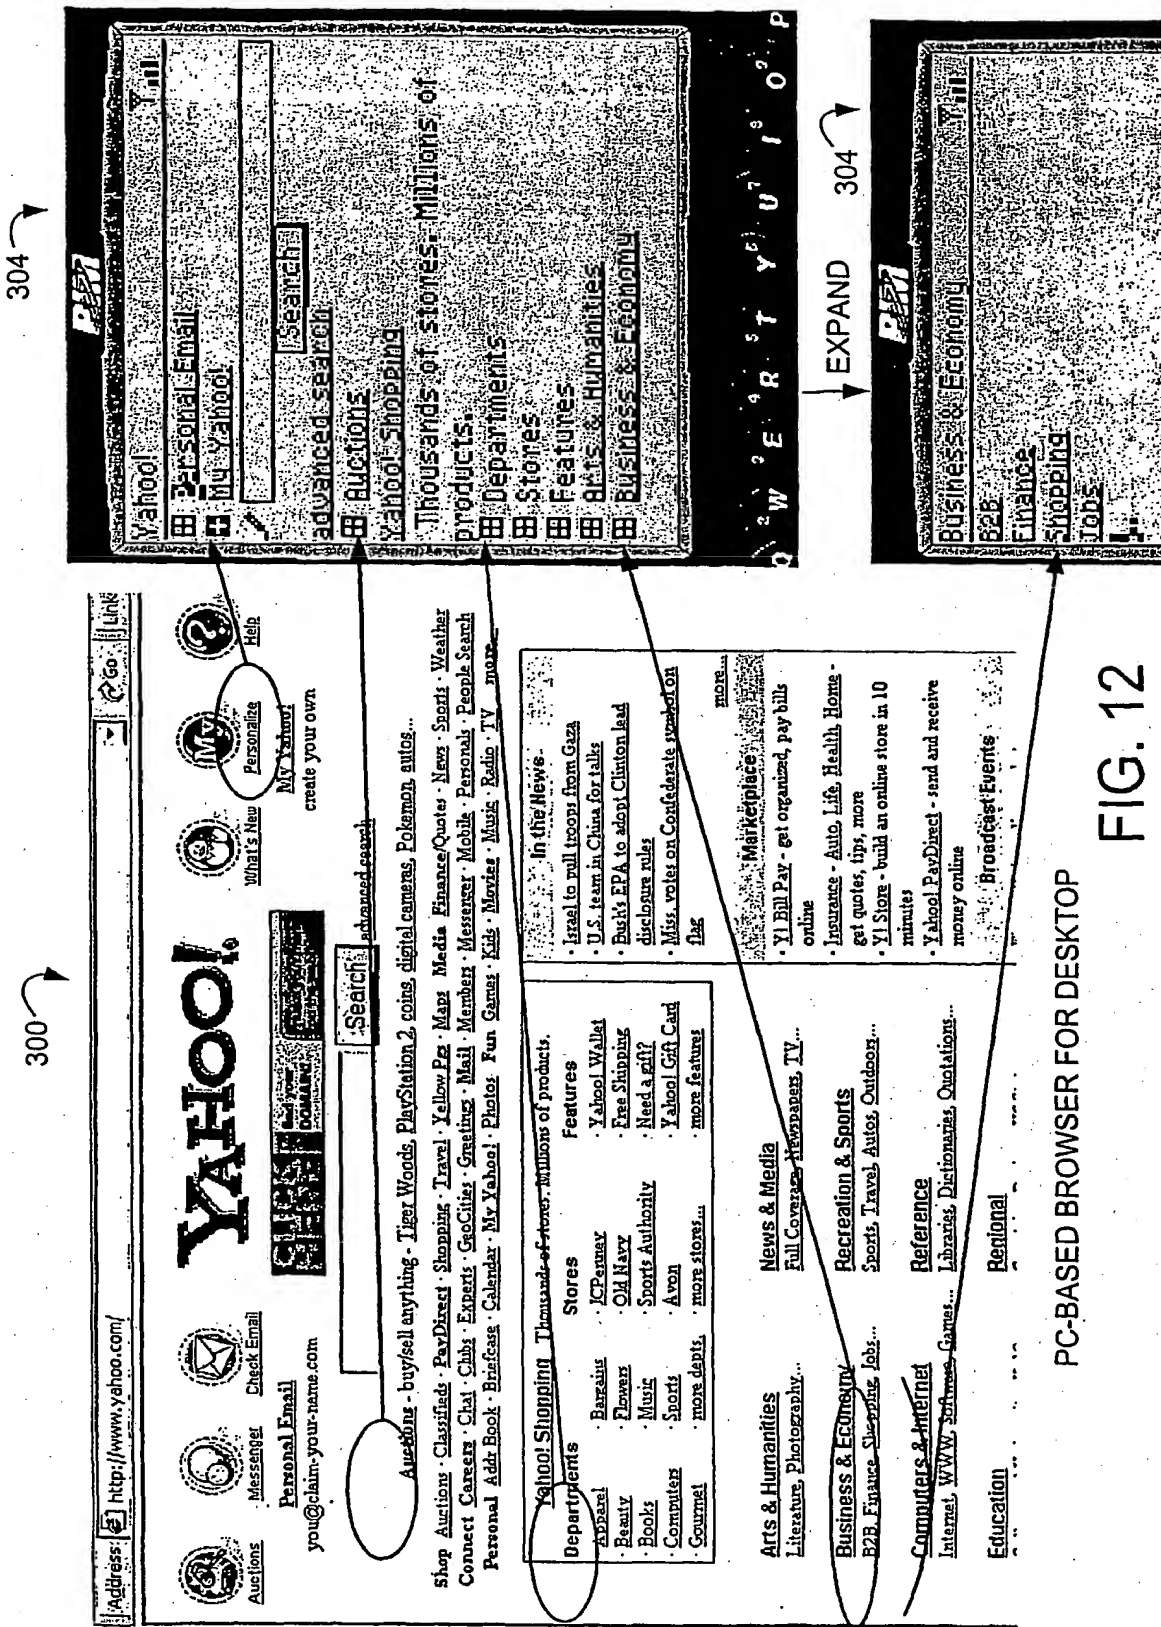 300
304
Address: http://www.yahoo.com/
Go
Link
Auctions
Messenger
Check Email
YAHOO!
What's New
Personalize
Help
Personal Email
you@claim-your-name.com
find your
DOMAIN
My Yahoo!
create your own
Search
advanced search
Auctions - buy/sell anything - Tiger Woods, PlayStation 2, coins, digital cameras, Pokemon, autos...
Shop Auctions · Classifieds · PayDirect · Shopping · Travel · Yellow Pgs · Maps Media Finance/Quotes · News · Sports · Weather
Connect Careers · Chat · Clubs · Experts · GeoCities · Greetings · Mail · Members · Messenger · Mobile · Personals · People Search
Personal Addr Book · Briefcase · Calendar · My Yahoo! · Photos Fun Games · Kids · Movies · Music · Radio · TV more...
Yahoo! Shopping Thousands of stores. Millions of products.
Departments
Stores
Features
· Apparel
· Bargains
· JCPenney
· Yahoo! Wallet
· Beauty
· Flowers
· Old Navy
· Free Shipping
· Books
· Music
· Sports Authority
· Need a gift?
· Computers
· Sports
· Avon
· Yahoo! Gift Card
· Gourmet
· more depts.
· more stores...
· more features
In the News
· Israel to pull troops from Gaza
· U.S. team in China for talks
· Bush's EPA to adopt Clinton lead
disclosure rules
· Miss. votes on Confederate symbol on
flag
more...
Marketplace
· Y! Bill Pay - get organized, pay bills
online
· Insurance - Auto, Life, Health, Home -
get quotes, tips, more
· Y! Store - build an online store in 10
minutes
· Yahoo! PayDirect - send and receive
money online
Broadcast Events
Arts & Humanities
Literature, Photography...
News & Media
Full Coverage, Newspapers, TV...
Business & Economy
B2B, Finance, Shopping, Jobs...
Recreation & Sports
Sports, Travel, Autos, Outdoors...
Computers & Internet
Internet, WWW, Software, Games...
Reference
Libraries, Dictionaries, Quotations...
Education
Regional
PC-BASED BROWSER FOR DESKTOP
RIM
Yahoo!
Personal Email
My Yahoo!
Search
advanced search
Auctions
Yahoo! Shopping
Thousands of stores. Millions of
products.
Departments
Stores
Features
Arts & Humanities
Business & Economy
Q W 2 E 3 R 4 T 5 Y 6 U 7 I 8 O 9 P
EXPAND
304
RIM
Business & Economy
B2B
Finance
Shopping
Jobs
...
FIG. 12